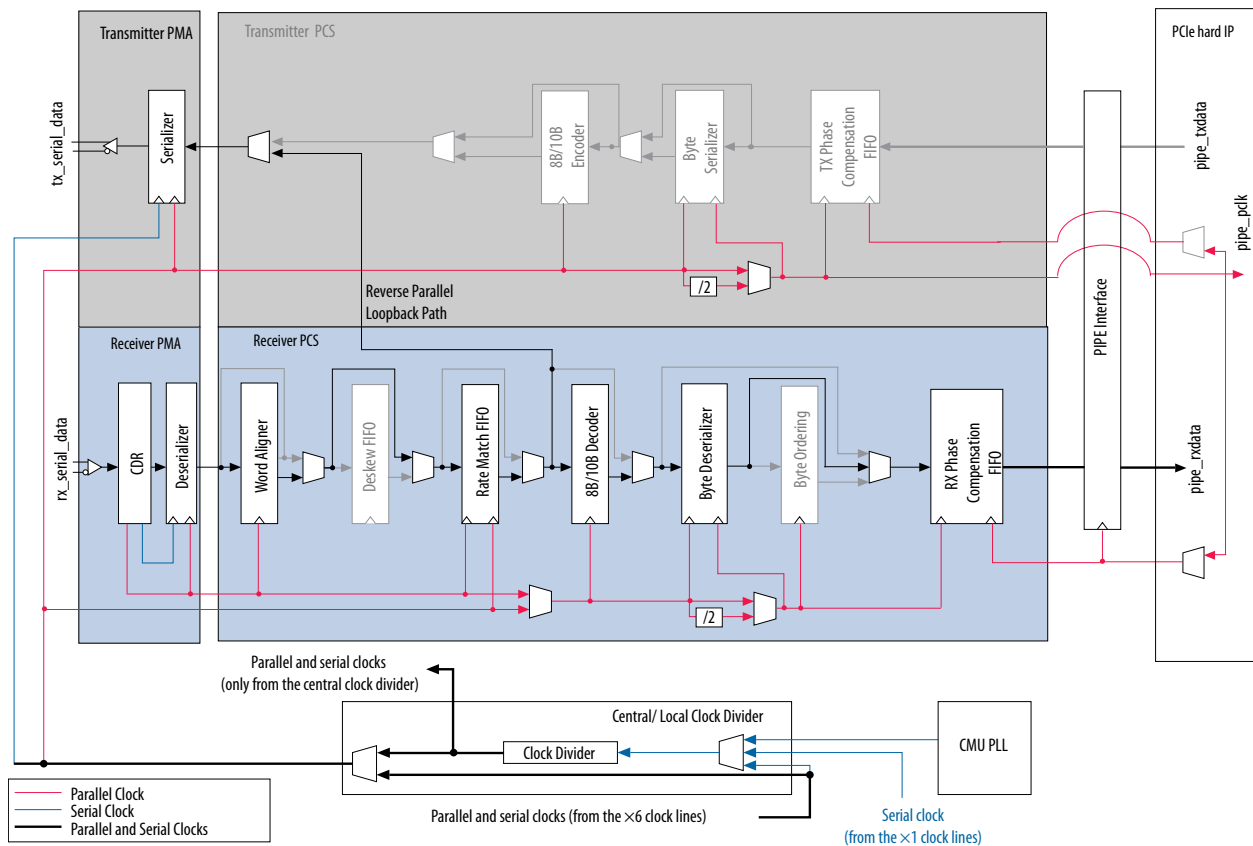 Transmitter PMA
Transmitter PCS
PCIe hard IP
tx_serial_data
Serializer
8B/10B
Encoder
Byte
Serializer
TX Phase
Compensation
FIFO
pipe_txdata
pipe_pclk
/2
Reverse Parallel
Loopback Path
PIPE Interface
Receiver PMA
Receiver PCS
rx_serial_data
CDR
Deserializer
Word Aligner
Deskew FIFO
Rate Match FIFO
8B/10B Decoder
Byte Deserializer
Byte Ordering
RX Phase
Compensation
FIFO
pipe_rxdata
/2
Parallel and serial clocks
(only from the central clock divider)
Central/ Local Clock Divider
Clock Divider
CMU PLL
Parallel Clock
Serial Clock
Parallel and Serial Clocks
Parallel and serial clocks (from the ×6 clock lines)
Serial clock
(from the ×1 clock lines)